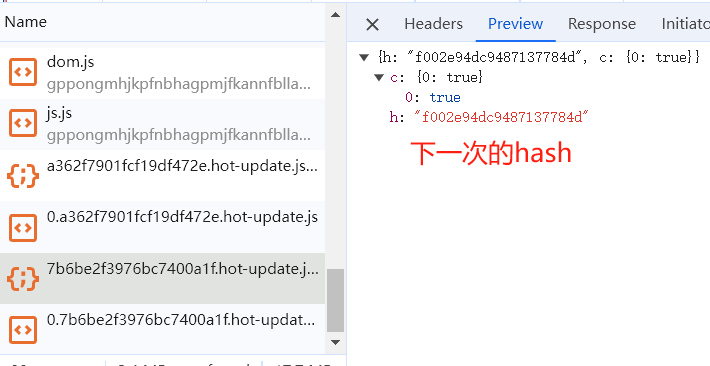 Name
Headers
Preview
Response
Initiato
dom.js
gppongmhjkpfnbhagpmjfkannfblla...
js.js
gppongmhjkpfnbhagpmjfkannfblla...
a362f7901fcf19df472e.hot-update.js...
0.a362f7901fcf19df472e.hot-update.js
7b6be2f3976bc7400a1f.hot-update.j...
0.7b6be2f3976bc7400a1f.hot-updat...
▼ {h: "f002e94dc9487137784d", c: {0: true}}
▼ c: {0: true}
0: true
h: "f002e94dc9487137784d"
下一次的hash